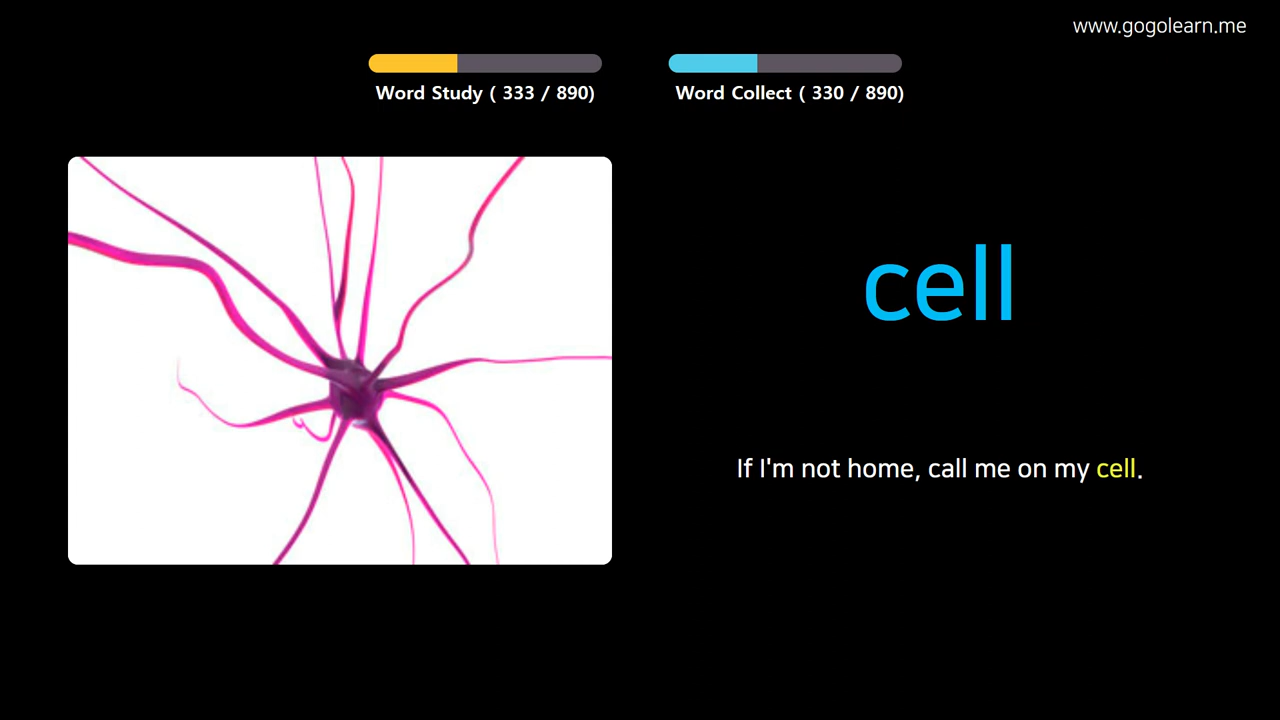 www.gogolearn.me
Word Study ( 333 / 890)
Word Collect ( 330 / 890)
cell
If I'm not home, call me on my cell.